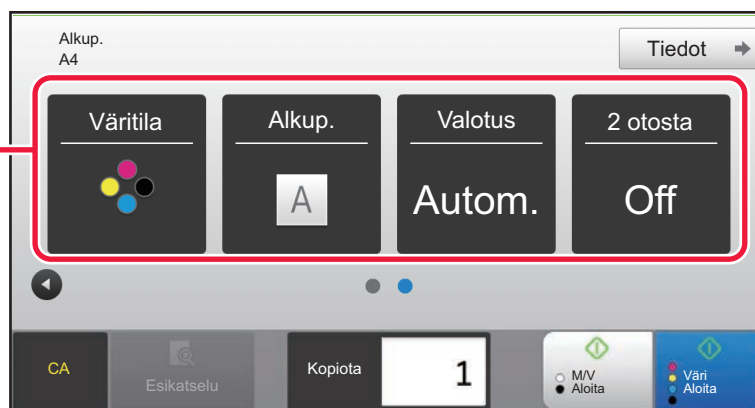 Alkup.
A4
Tiedot
Väritila
Alkup.
Valotus
2 otosta
A
Autom.
Off
CA
Esikatselu
Kopiota
1
M/V
Aloita
Väri
Aloita